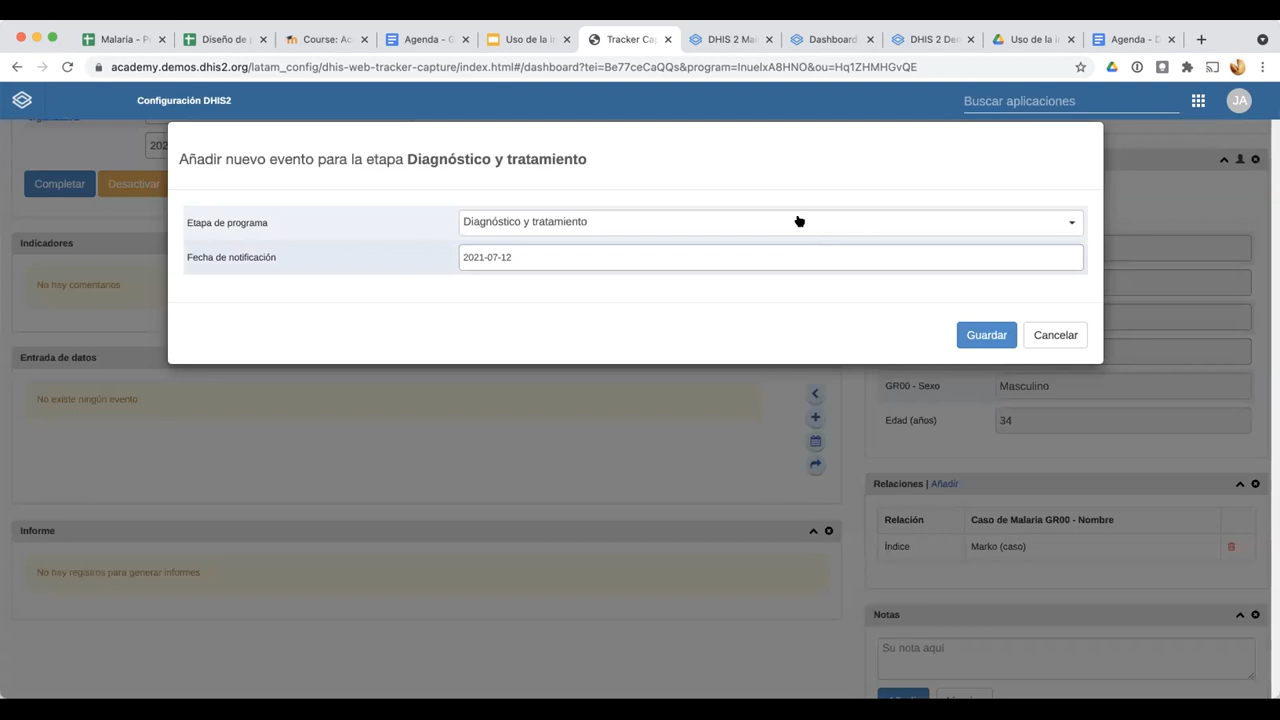 Malaría - P
Diseño de
Course: Ac
Agenda - G
Uso de la i
Tracker Ca
DHIS 2 Mai
Dashboard
DHIS 2 De
Uso de la i
Agenda - D
academy.demos.dhis2.org/latam_config/dhis-web-tracker-capture/index.html#/dashboard?tei=Be77ceCaQQs&program=InueIxA8HNO&ou=Hq1ZHMHGvQE
Configuración DHIS2
Buscar aplicaciones
JA
202
Completar
Desactivar
Añadir nuevo evento para la etapa Diagnóstico y tratamiento
Etapa de programa
Diagnóstico y tratamiento
Fecha de notificación
2021-07-12
Guardar
Cancelar
Indicadores
No hay comentarios
Entrada de datos
No existe ningún evento
Informe
No hay registros para generar informes
GR00 - Sexo
Masculino
Edad (años)
34
Relaciones | Añadir
Relación
Caso de Malaria GR00 - Nombre
Índice
Marko (caso)
Notas
Su nota aquí